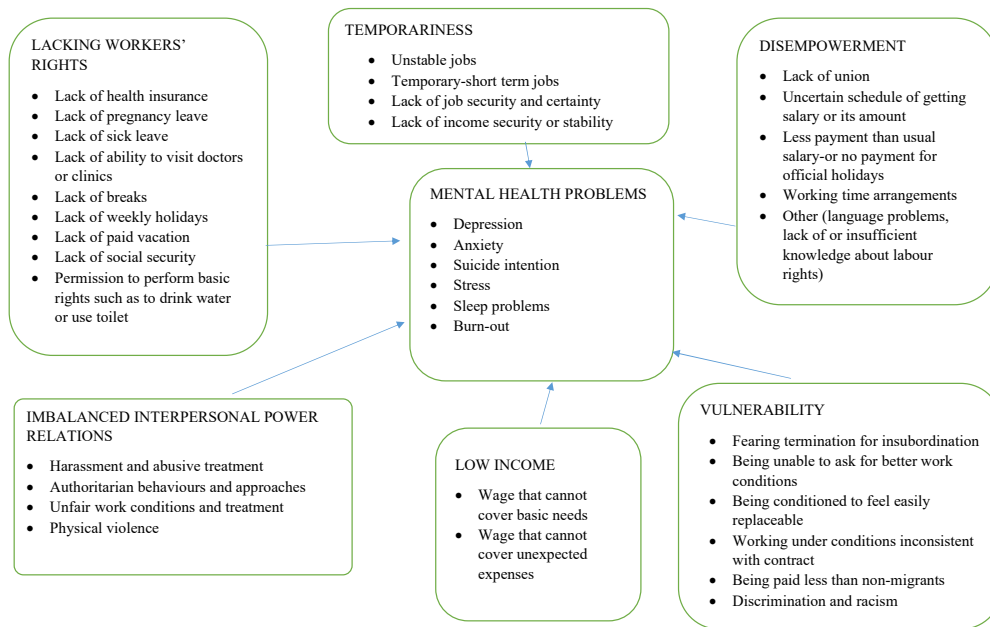 LACKING WORKERS'
RIGHTS
• Lack of health insurance
• Lack of pregnancy leave
• Lack of sick leave
• Lack of ability to visit doctors
or clinics
• Lack of breaks
• Lack of weekly holidays
• Lack of paid vacation
• Lack of social security
• Permission to perform basic
rights such as to drink water
or use toilet
TEMPORARINESS
• Unstable jobs
• Temporary-short term jobs
• Lack of job security and certainty
• Lack of income security or stability
DISEMPOWERMENT
• Lack of union
• Uncertain schedule of getting
salary or its amount
• Less payment than usual
salary-or no payment for
official holidays
• Working time arrangements
• Other (language problems,
lack of or insufficient
knowledge about labour
rights)
MENTAL HEALTH PROBLEMS
• Depression
• Anxiety
• Suicide intention
• Stress
• Sleep problems
• Burn-out
IMBALANCED INTERPERSONAL POWER
RELATIONS
• Harassment and abusive treatment
• Authoritarian behaviours and approaches
• Unfair work conditions and treatment
• Physical violence
LOW INCOME
• Wage that cannot
cover basic needs
• Wage that cannot
cover unexpected
expenses
VULNERABILITY
• Fearing termination for insubordination
• Being unable to ask for better work
conditions
• Being conditioned to feel easily
replaceable
• Working under conditions inconsistent
with contract
• Being paid less than non-migrants
• Discrimination and racism